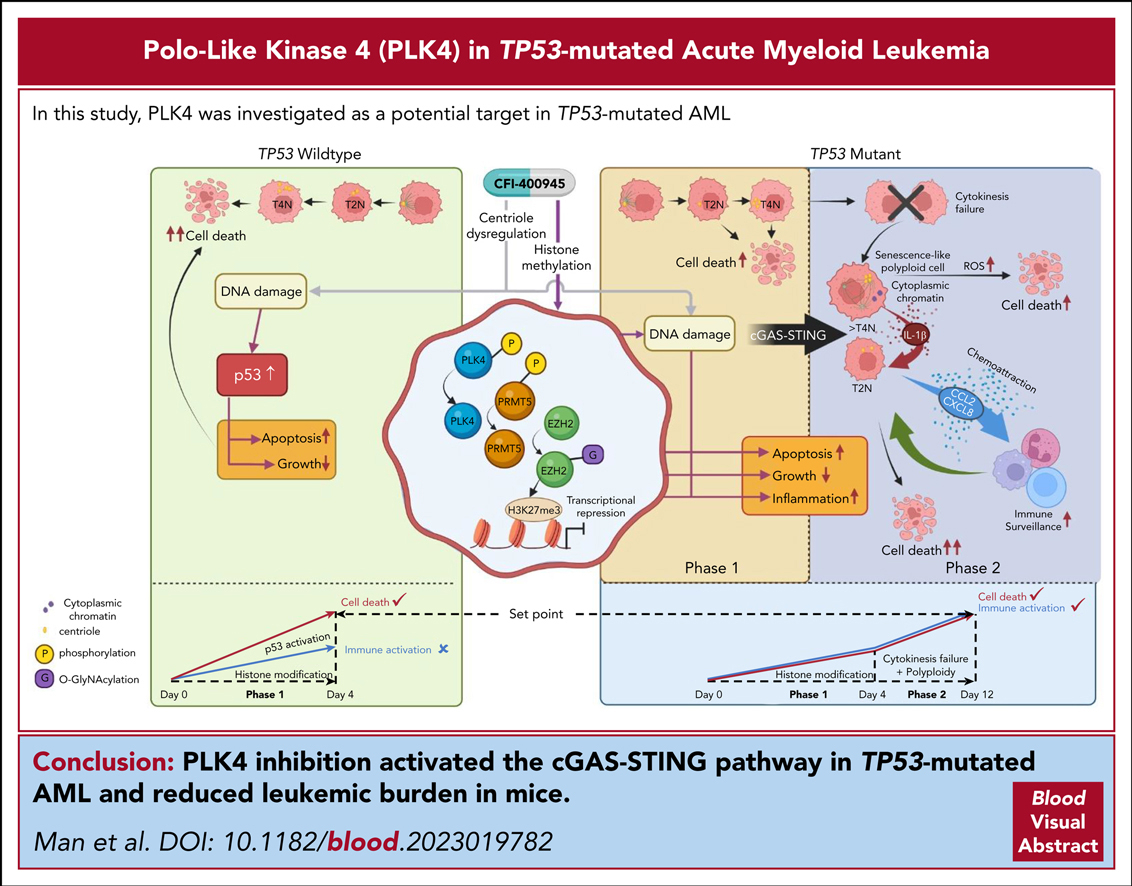 Polo-Like Kinase 4 (PLK4) in TP53-mutated Acute Myeloid Leukemia
In this study, PLK4 was investigated as a potential target in TP53-mutated AML
TP53 Wildtype
T4N
T2N
Cell death
DNA damage
p53 ↑
Apoptosis
Growth
CFI-400945
Centriole
dysregulation
Histone
methylation
PLK4
P
P
PLK4
PRMT5
PRMT5
EZH2
EZH2
G
H3K27me3
Transcriptional
repression
TP53 Mutant
T2N
T4N
Cell death
DNA damage
cGAS-STING
Apoptosis
Growth
Inflammation
Phase 1
Cytokinesis
failure
Senescence-like
polyploid cell
ROS
Cytoplasmic
chromatin
Cell death
>T4N
IL-1β
T2N
Chemoattraction
CCL2
CXCL8
Immune
Surveillance
Cell death
Phase 2
Cytoplasmic
chromatin
centriole
P
phosphorylation
G
O-GlyNAcylation
Cell death
p53 activation
Immune activation
Histone modification
Day 0
Phase 1
Day 4
Set point
Cell death
Immune activation
Histone modification
Cytokinesis failure
+ Polyploidy
Day 0
Phase 1
Day 4
Phase 2
Day 12
Conclusion: PLK4 inhibition activated the cGAS-STING pathway in TP53-mutated
AML and reduced leukemic burden in mice.
Man et al. DOI: 10.1182/blood.2023019782
Blood
Visual
Abstract